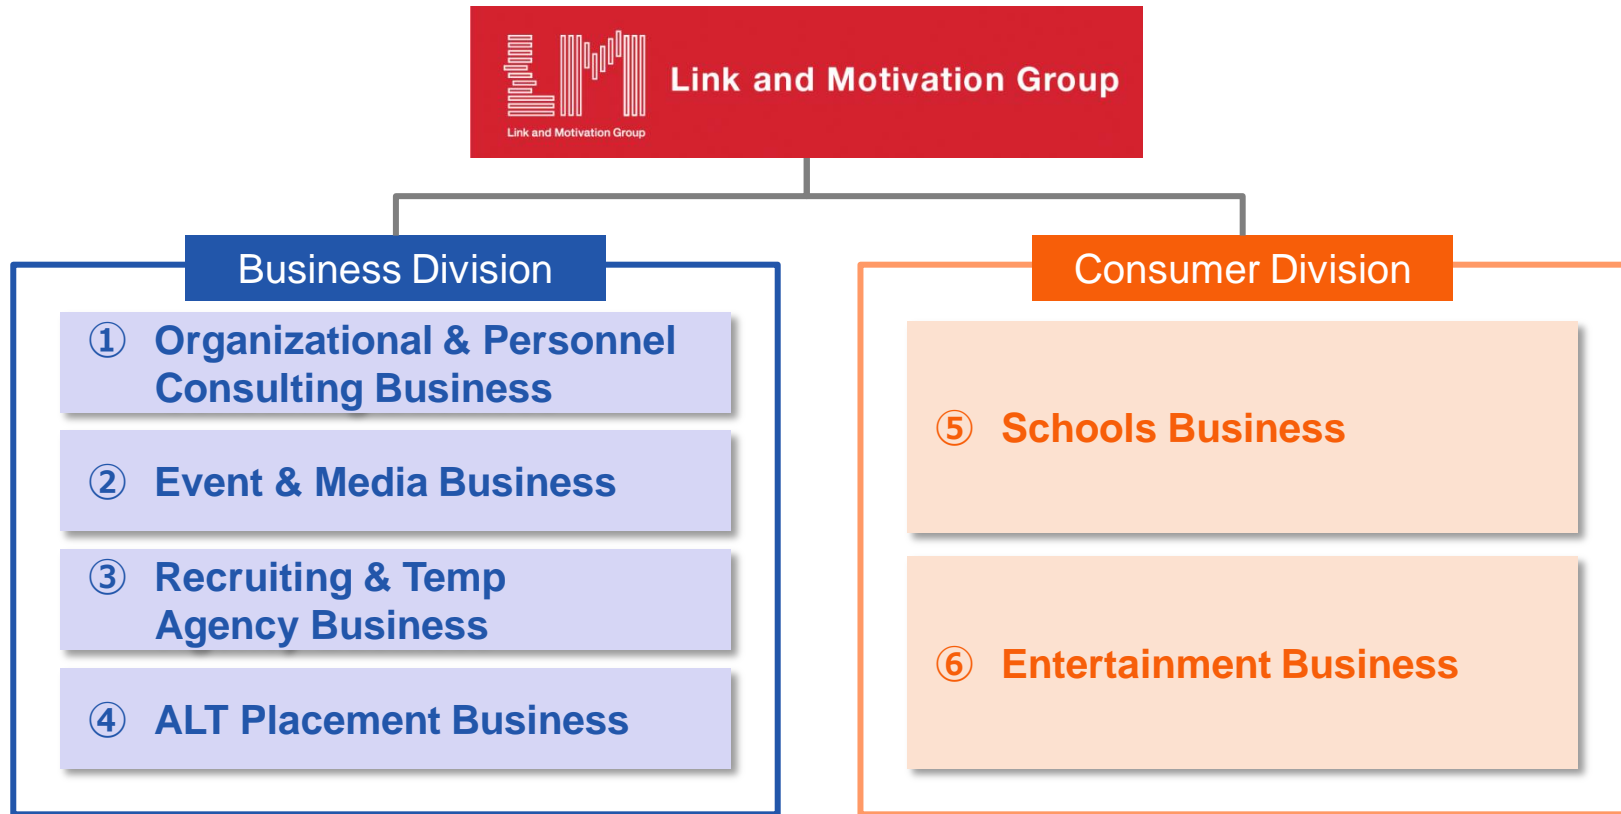 Link and Motivation Group
Link and Motivation Group
Business Division
① Organizational & Personnel
Consulting Business
② Event & Media Business
③ Recruiting & Temp
Agency Business
④ ALT Placement Business
Consumer Division
⑤ Schools Business
⑥ Entertainment Business